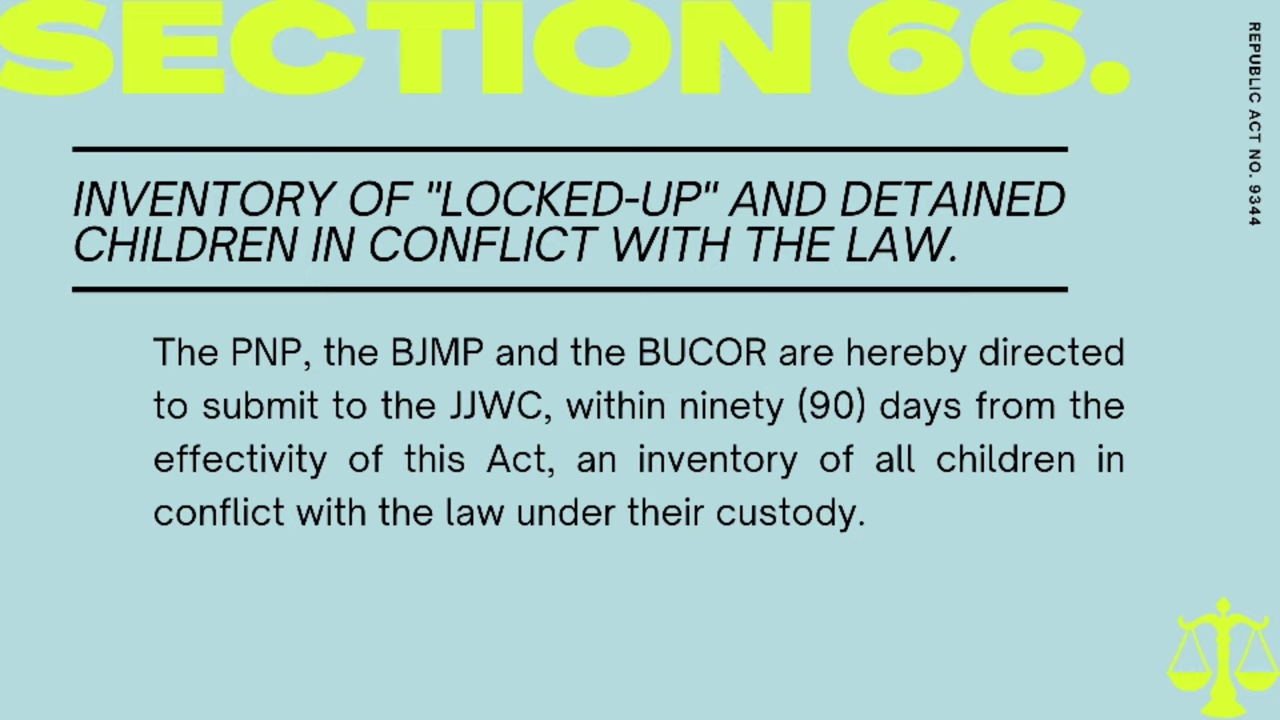 SECTION 66.
REPUBLIC ACT NO. 9344
INVENTORY OF "LOCKED-UP" AND DETAINED
CHILDREN IN CONFLICT WITH THE LAW.
The PNP, the BJMP and the BUCOR are hereby directed
to submit to the JJWC, within ninety (90) days from the
effectivity of this Act, an inventory of all children in
conflict with the law under their custody.